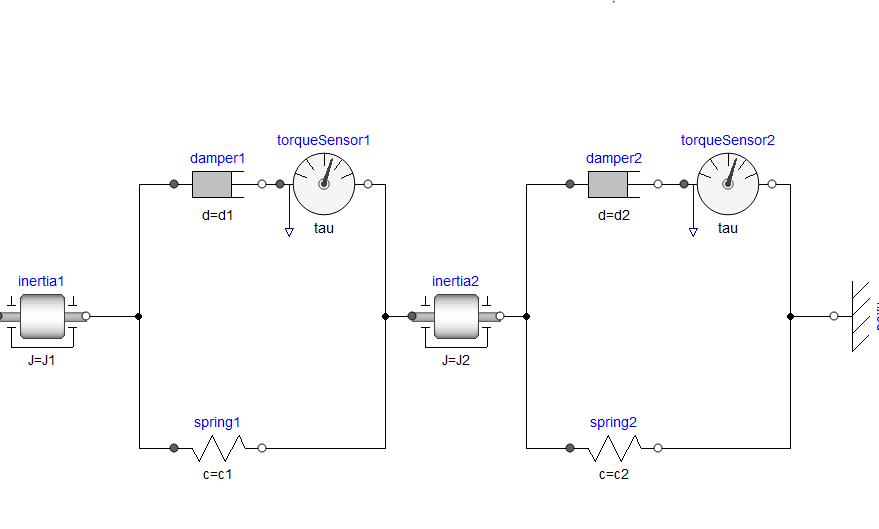 torqueSensor1
torqueSensor2
damper1
damper2
d=d1
tau
d=d2
tau
inertia1
inertia2
J=J1
J=J2
spring1
spring2
c=c1
c=c2